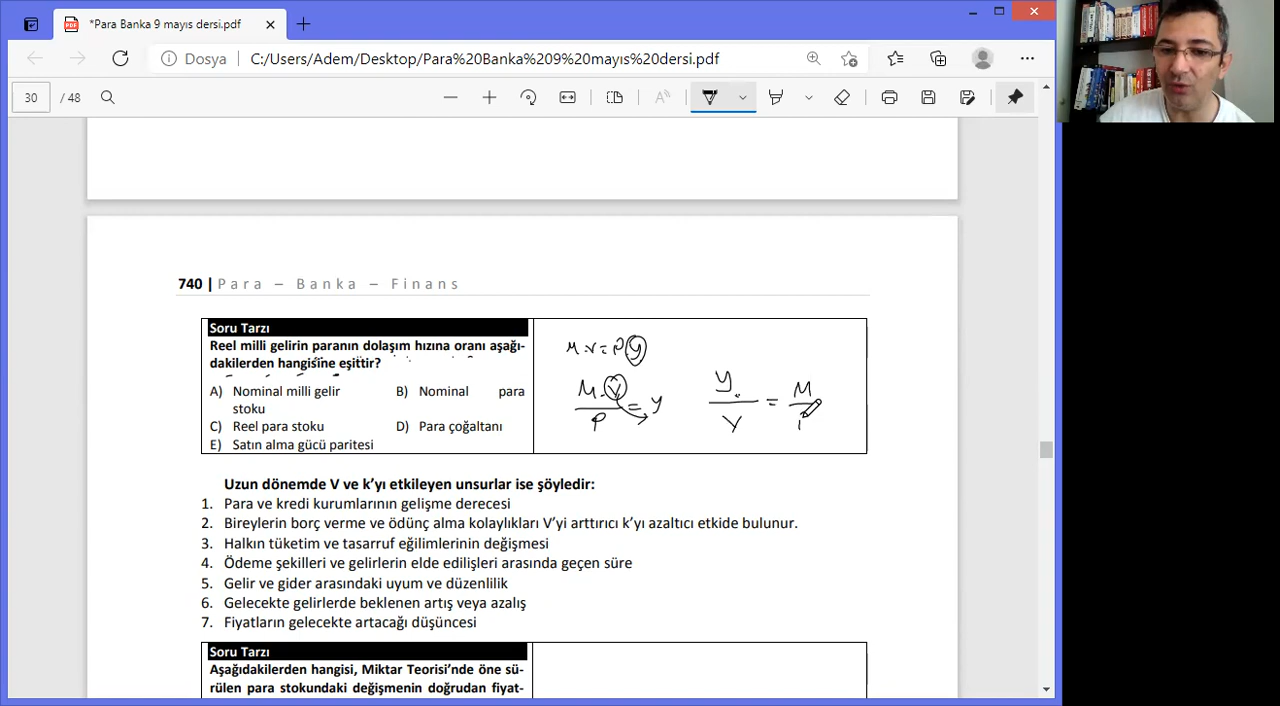 *Para Banka 9 mayıs dersi.pdf
Dosya C:/Users/Adem/Desktop/Para%20Banka%209%20mayıs%20dersi.pdf
30 / 48
740 | Para – Banka – Finans
Soru Tarzı
Reel milli gelirin paranın dolaşım hızına oranı aşağı-
dakilerden hangisine eşittir?
A) Nominal milli gelir stoku
B) Nominal para
C) Reel para stoku
D) Para çoğaltanı
E) Satın alma gücü paritesi
M.V=P.y
M.V/P = y
y/V = M/
Uzun dönemde V ve k’yı etkileyen unsurlar ise şöyledir:
1. Para ve kredi kurumlarının gelişme derecesi
2. Bireylerin borç verme ve ödünç alma kolaylıkları V’yi arttırıcı k’yı azaltıcı etkide bulunur.
3. Halkın tüketim ve tasarruf eğilimlerinin değişmesi
4. Ödeme şekilleri ve gelirlerin elde edilişleri arasında geçen süre
5. Gelir ve gider arasındaki uyum ve düzenlilik
6. Gelecekte gelirlerde beklenen artış veya azalış
7. Fiyatların gelecekte artacağı düşüncesi
Soru Tarzı
Aşağıdakilerden hangisi, Miktar Teorisi’nde öne sü-
rülen para stokundaki değişmenin doğrudan fiyat-